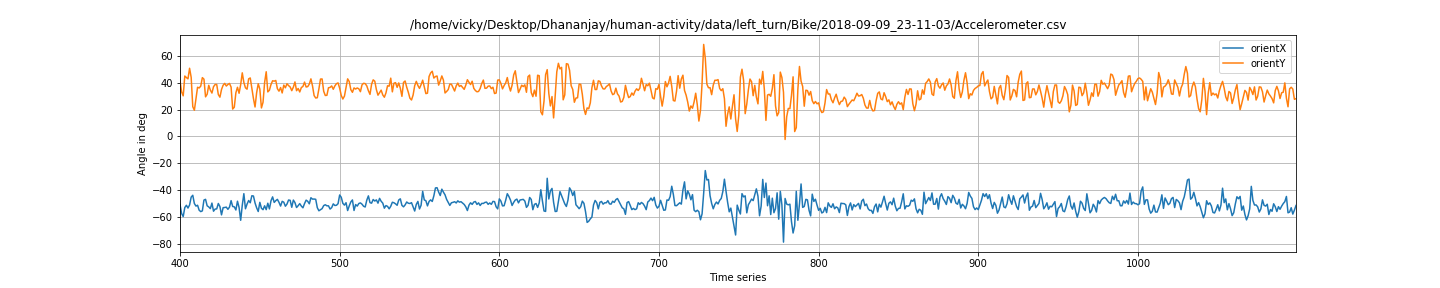 /home/vicky/Desktop/Dhananjay/human-activity/data/left_turn/Bike/2018-09-09_23-11-03/Accelerometer.csv
orientX
orientY
60
40
20
0
−20
−40
−60
−80
Angle in deg
400 500 600 700 800 900 1000
Time series